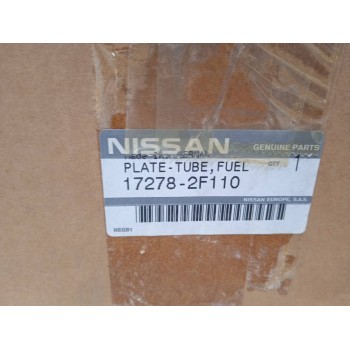 NISSAN
GENUINE PARTS
PLATE-TUBE,FUEL
QTY 1
17278-2F110
NISSAN EUROPE, S.A.S.